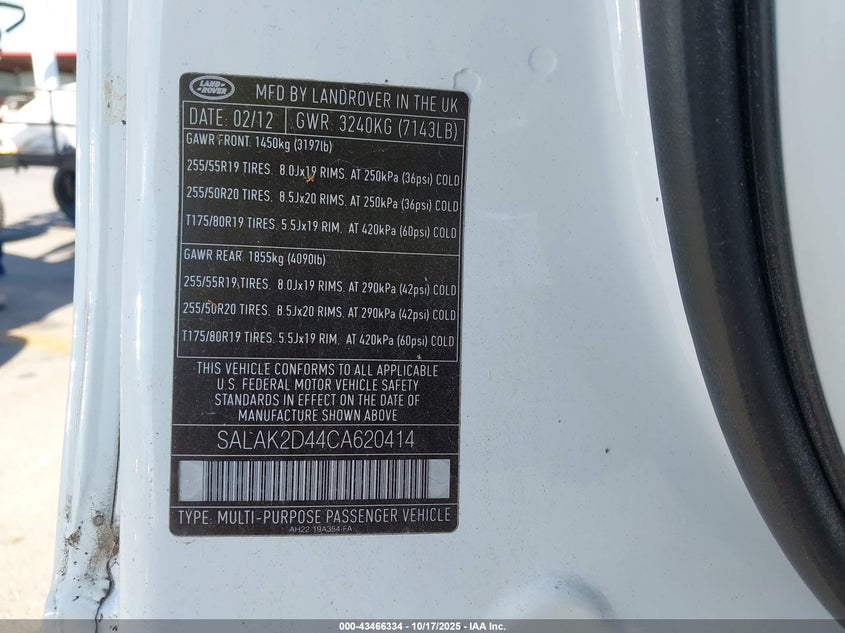 LAND ROVER
MFD BY LANDROVER IN THE UK
DATE: 02/12 GWR: 3240KG (7143LB)
GAWR FRONT: 1450kg (3197lb)
255/55R19 TIRES. 8.0Jx19 RIMS. AT 250kPa (36psi) COLD
255/50R20 TIRES. 8.5Jx20 RIMS. AT 250kPa (36psi) COLD
T175/80R19 TIRES. 5.5Jx19 RIM. AT 420kPa (60psi) COLD
GAWR REAR: 1855kg (4090lb)
255/55R19 TIRES. 8.0Jx19 RIMS. AT 290kPa (42psi) COLD
255/50R20 TIRES. 8.5Jx20 RIMS. AT 290kPa (42psi) COLD
T175/80R19 TIRES. 5.5Jx19 RIM. AT 420kPa (60psi) COLD
THIS VEHICLE CONFORMS TO ALL APPLICABLE
U.S. FEDERAL MOTOR VEHICLE SAFETY
STANDARDS IN EFFECT ON THE DATE OF
MANUFACTURE SHOWN ABOVE
SALAK2D44CA620414
TYPE: MULTI-PURPOSE PASSENGER VEHICLE
AH22-19A354-FA
000-43466334 | 10/17/2025 - IAA Inc.